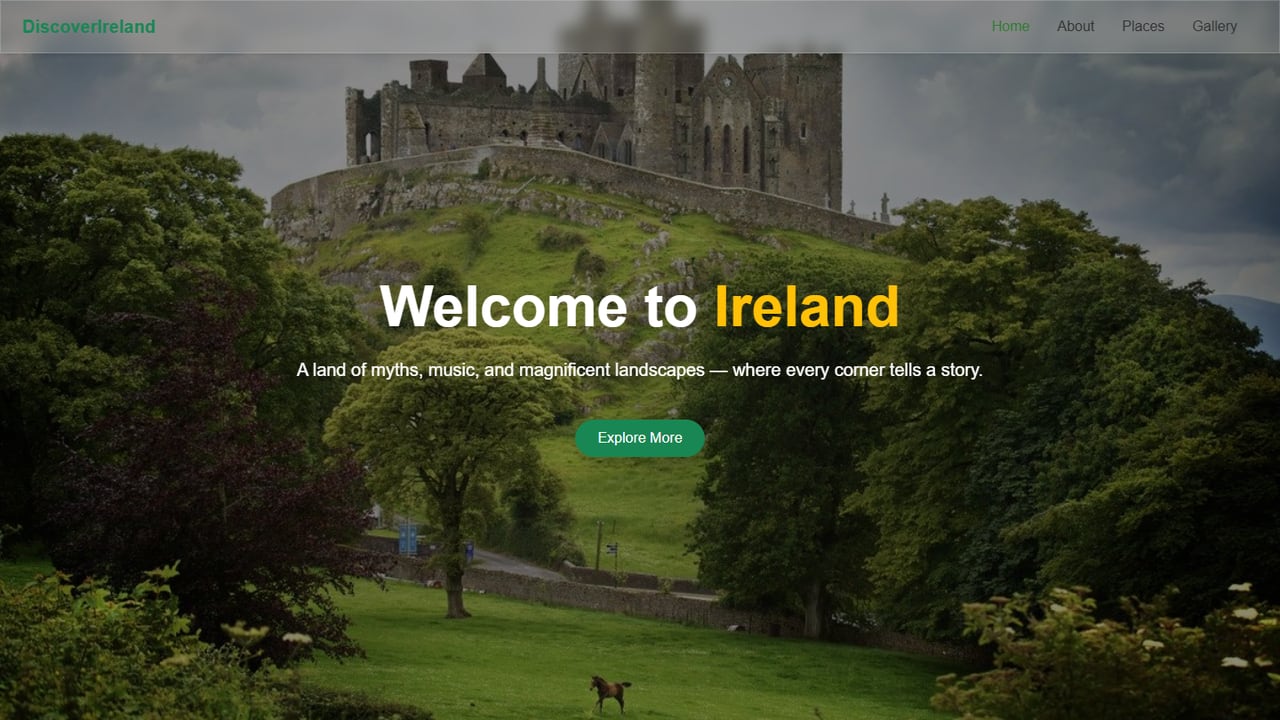 DiscoverIreland
Home About Places Gallery
Welcome to Ireland
A land of myths, music, and magnificent landscapes — where every corner tells a story.
Explore More